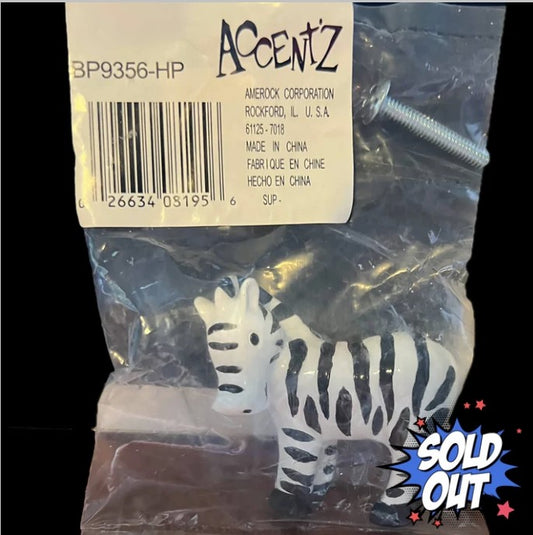 ACCENT'Z
BP9356-HP
AMEROCK CORPORATION
ROCKFORD, IL. U.S.A.
61125-7018
MADE IN CHINA
FABRIQUE EN CHINE
HECHO EN CHINA
SUP-
0 26634 08195 6
SOLD
OUT